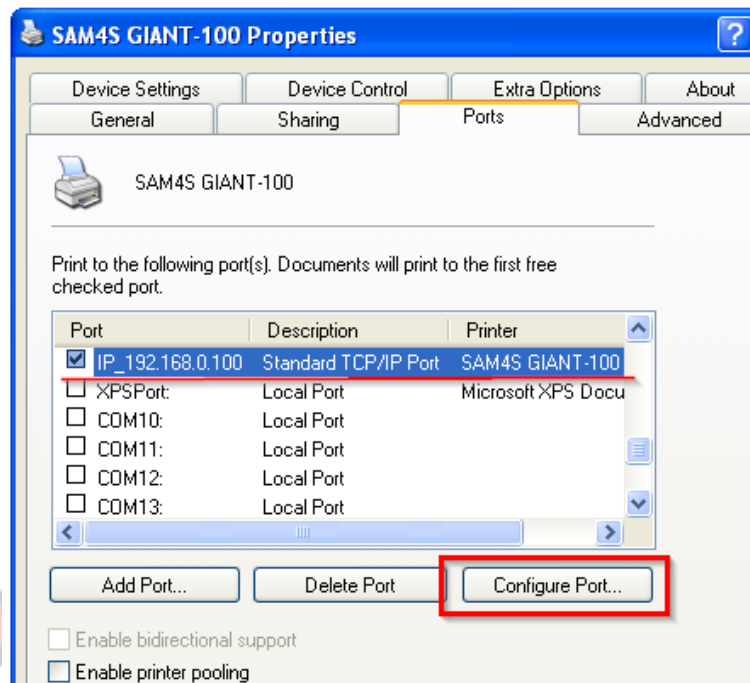 SAM4S GIANT-100 Properties ?
Device Settings Device Control Extra Options About
General Sharing Ports Advanced
SAM4S GIANT-100
Print to the following port(s). Documents will print to the first free
checked port.
Port Description Printer
IP_192.168.0.100 Standard TCP/IP Port SAM4S GIANT-100
XPSPort: Local Port Microsoft XPS Docu
COM10: Local Port
COM11: Local Port
COM12: Local Port
COM13: Local Port
Add Port... Delete Port Configure Port...
Enable bidirectional support
Enable printer pooling